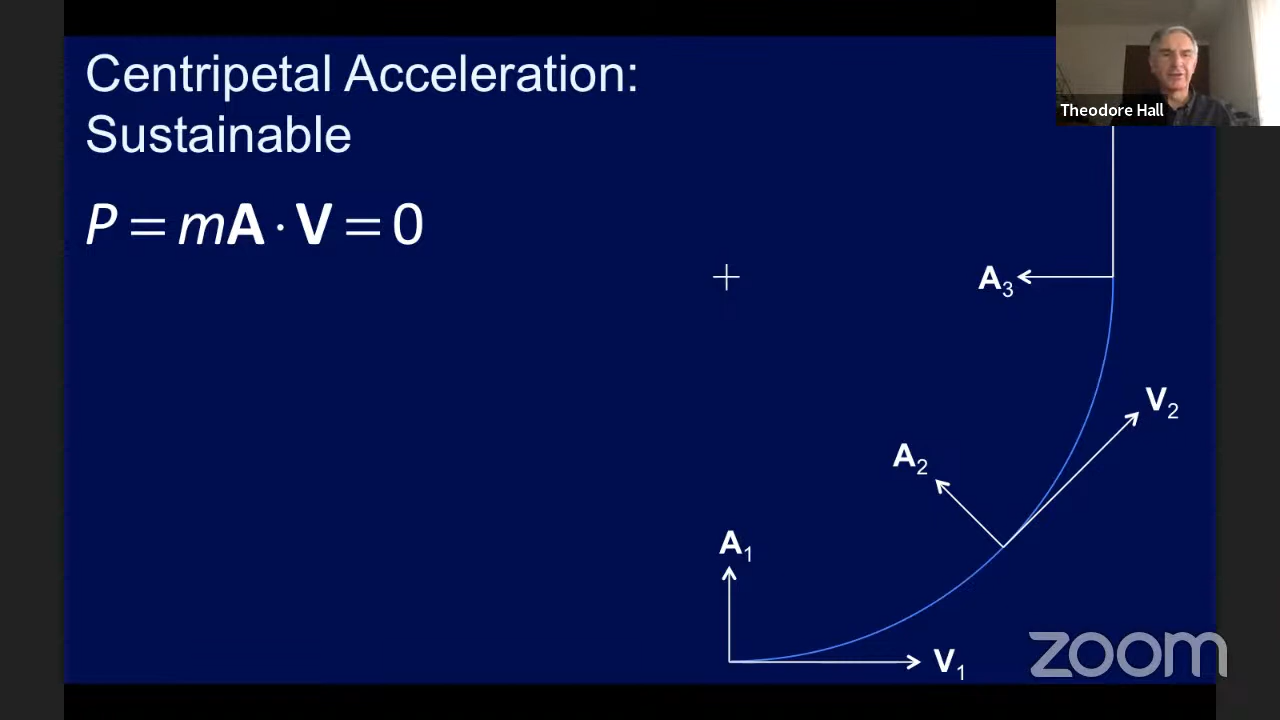 Centripetal Acceleration:
Sustainable
P = mA · V = 0
Theodore Hall
A3
V2
A2
A1
V1
zoom